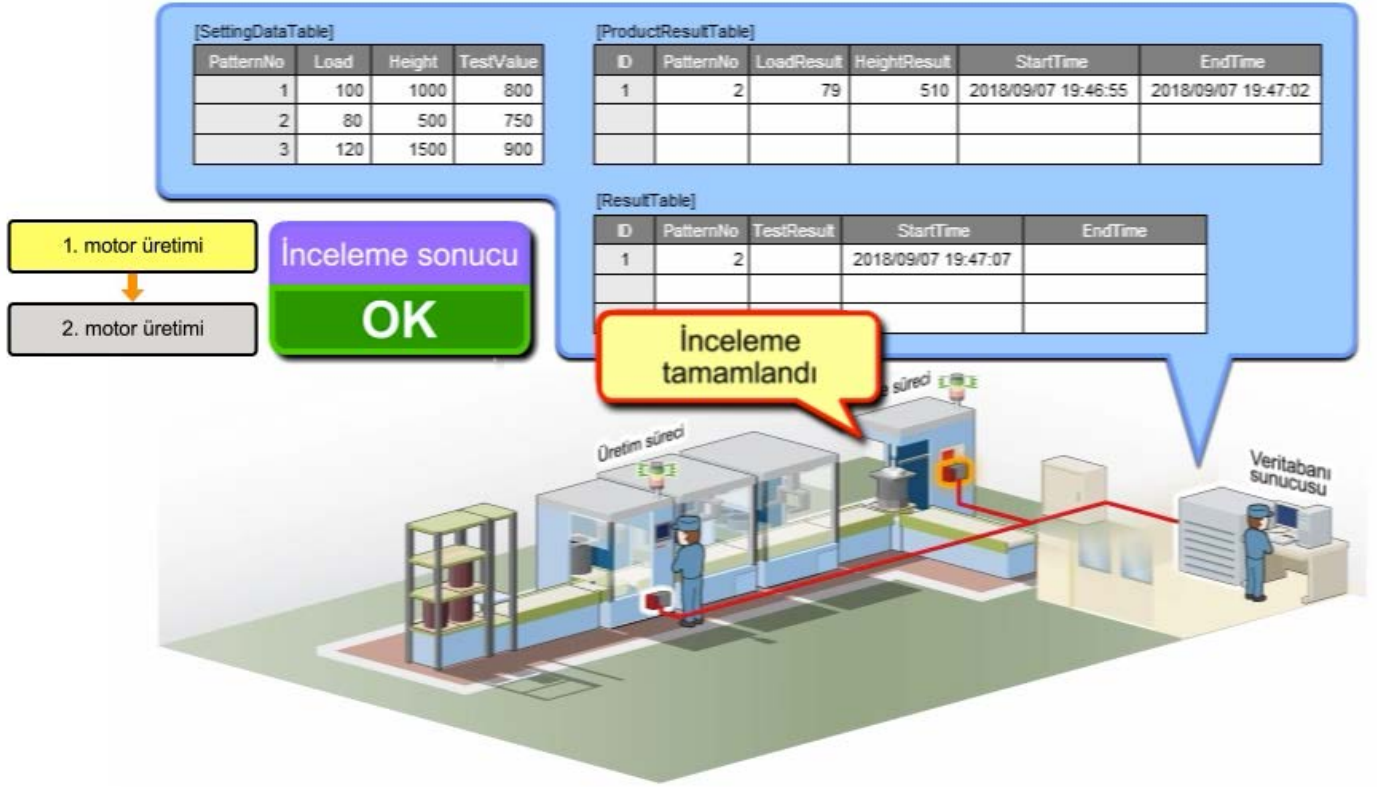 [SettingDataTable]
PatternNo Load Height TestValue
1 100 1000 800
2 80 500 750
3 120 1500 900
[ProductResultTable]
ID PatternNo LoadResult HeightResult StartTime EndTime
1 2 79 510 2018/09/07 19:46:55 2018/09/07 19:47:02
[ResultTable]
ID PatternNo TestResult StartTime EndTime
1 2 2018/09/07 19:47:07
1. motor üretimi
2. motor üretimi
İnceleme sonucu
OK
İnceleme
tamamlandı
süreci
Üretim süreci
Veritabanı
sunucusu